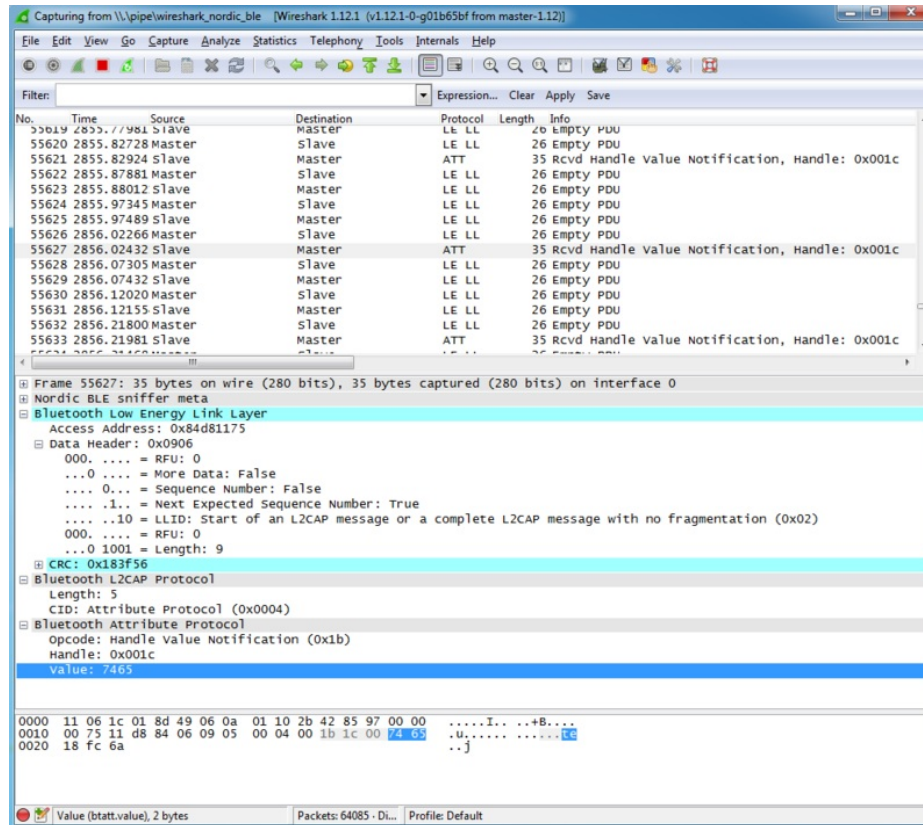 Capturing from \\.\pipe\wireshark_nordic_ble [Wireshark 1.12.1 (v1.12.1-0-g01b65bf from master-1.12)]
File Edit View Go Capture Analyze Statistics Telephony Tools Internals Help
Filter: Expression... Clear Apply Save
No. Time Source Destination Protocol Length Info
55619 2855.77981 Slave Master LE LL 26 Empty PDU
55620 2855.82728 Master Slave LE LL 26 Empty PDU
55621 2855.82924 Slave Master ATT 35 Rcvd Handle Value Notification, Handle: 0x001c
55622 2855.87881 Master Slave LE LL 26 Empty PDU
55623 2855.88012 Slave Master LE LL 26 Empty PDU
55624 2855.97345 Master Slave LE LL 26 Empty PDU
55625 2855.97489 Slave Master LE LL 26 Empty PDU
55626 2856.02266 Master Slave LE LL 26 Empty PDU
55627 2856.02432 Slave Master ATT 35 Rcvd Handle Value Notification, Handle: 0x001c
55628 2856.07305 Master Slave LE LL 26 Empty PDU
55629 2856.07432 Slave Master LE LL 26 Empty PDU
55630 2856.12020 Master Slave LE LL 26 Empty PDU
55631 2856.12155 Slave Master LE LL 26 Empty PDU
55632 2856.21800 Master Slave LE LL 26 Empty PDU
55633 2856.21981 Slave Master ATT 35 Rcvd Handle Value Notification, Handle: 0x001c
Frame 55627: 35 bytes on wire (280 bits), 35 bytes captured (280 bits) on interface 0
Nordic BLE sniffer meta
Bluetooth Low Energy Link Layer
Access Address: 0x84d81175
Data Header: 0x0906
000. .... = RFU: 0
...0 .... = More Data: False
.... 0... = Sequence Number: False
.... .1.. = Next Expected Sequence Number: True
.... ..10 = LLID: Start of an L2CAP message or a complete L2CAP message with no fragmentation (0x02)
000. .... = RFU: 0
...0 1001 = Length: 9
CRC: 0x183f56
Bluetooth L2CAP Protocol
Length: 5
CID: Attribute Protocol (0x0004)
Bluetooth Attribute Protocol
Opcode: Handle Value Notification (0x1b)
Handle: 0x001c
Value: 7465
0000 11 06 1c 01 8d 49 06 0a 01 10 2b 42 85 97 00 00 .....I.. ..+B....
0010 00 75 11 d8 84 06 09 05 00 04 00 1b 1c 00 74 65 .u...... ......te
0020 18 fc 6a ..j
Value (btatt.value), 2 bytes Packets: 64085 · Di... Profile: Default